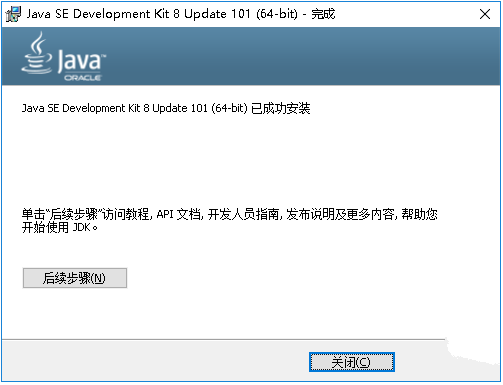 Java SE Development Kit 8 Update 101 (64-bit) - 完成
Java
ORACLE
Java SE Development Kit 8 Update 101 (64-bit) 已成功安装
单击“后续步骤”访问教程, API 文档, 开发人员指南, 发布说明及更多内容, 帮助您
开始使用 JDK。
后续步骤(N)
关闭(C)